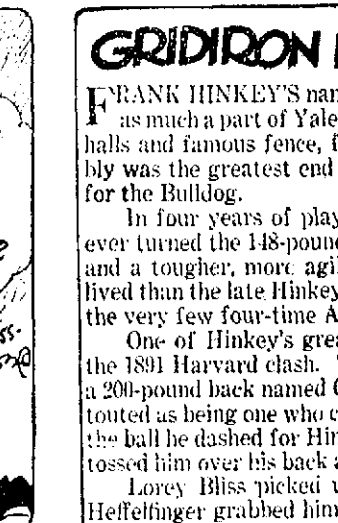 GRIDIRON
FRANK HINKEY'S nam
as much a part of Yale
halls and famous fence, f
bly was the greatest end
for the Bulldog.
In four years of play
ever turned the 148-pound
and a tougher, more agil
lived than the late Hinkey
the very few four-time A
One of Hinkey's grea
the 1891 Harvard clash.
a 200-pound back named
touted as being one who c
the ball he dashed for Hin
tossed him over his back a
Lorey Bliss picked u
Heffelfinger grabbed him